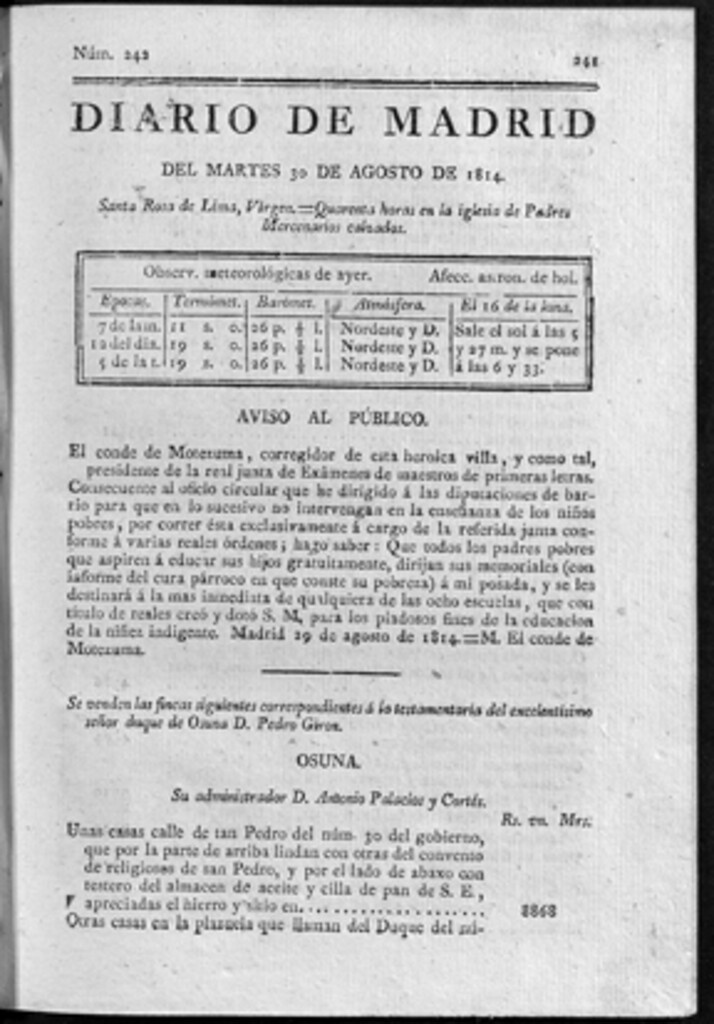 Núm. 242 241
DIARIO DE MADRID
DEL MARTES 30 DE AGOSTO DE 1814.
Santa Rosa de Lima, Vírgen.=Quarenta horas en la iglesia de Padres
Mercenarios calzados.
Observ. meteorológicas de ayer. Afecc. astron. de hoi.
Epocas. Termómet. Barómet. Atmósfera. El 16 de la luna.
7 de la m. 11 s. o. 26 p. ½ l. Nordeste y D. Sale el sol á las 5
12 del dia. 19 s. o. 26 p. ½ l. Nordeste y D. y 27 m. y se pone
5 de la t. 19 s. o. 26 p. ½ l. Nordeste y D. á las 6 y 33.
AVISO AL PÚBLICO.
El conde de Motezuma, corregidor de esta heroica villa, y como tal,
presidente de la real junta de Exámenes de maestros de primeras letras.
Consecuente al oficio circular que he dirigido á las diputaciones de bar-
rio para que en lo sucesivo no intervengan en la enseñanza de los niños
pobres, por correr ésta exclusivamente á cargo de la referida junta con-
forme á varias reales órdenes; hago saber: Que todos los padres pobres
que aspiren á educar sus hijos gratuitamente, dirijan sus memoriales (con
informe del cura párroco en que conste su pobreza) á mi posada, y se les
destinará á la mas inmediata de qualquiera de las ocho escuelas, que con
título de reales creó y dotó S. M. para los piadosos fines de la educacion
de la niñez indigente. Madrid 29 de agosto de 1814.=M. El conde de
Motezuma.
Se venden las fincas siguientes correspondientes á la testamentaría del excelentísimo
señor duque de Osuna D. Pedro Giron.
OSUNA.
Su administrador D. Antonio Palacios y Cortés.
Rs. vn. Mrs.
Unas casas calle de san Pedro del núm. 30 del gobierno,
que por la parte de arriba lindan con otras del convento
de religiosos de san Pedro, y por el lado de abaxo con
testero del almacen de aceite y cilla de pan de S. E.,
apreciadas el hierro y sitio en.................... 8868
Otras casas en la plazuela que llaman del Duque del nú-